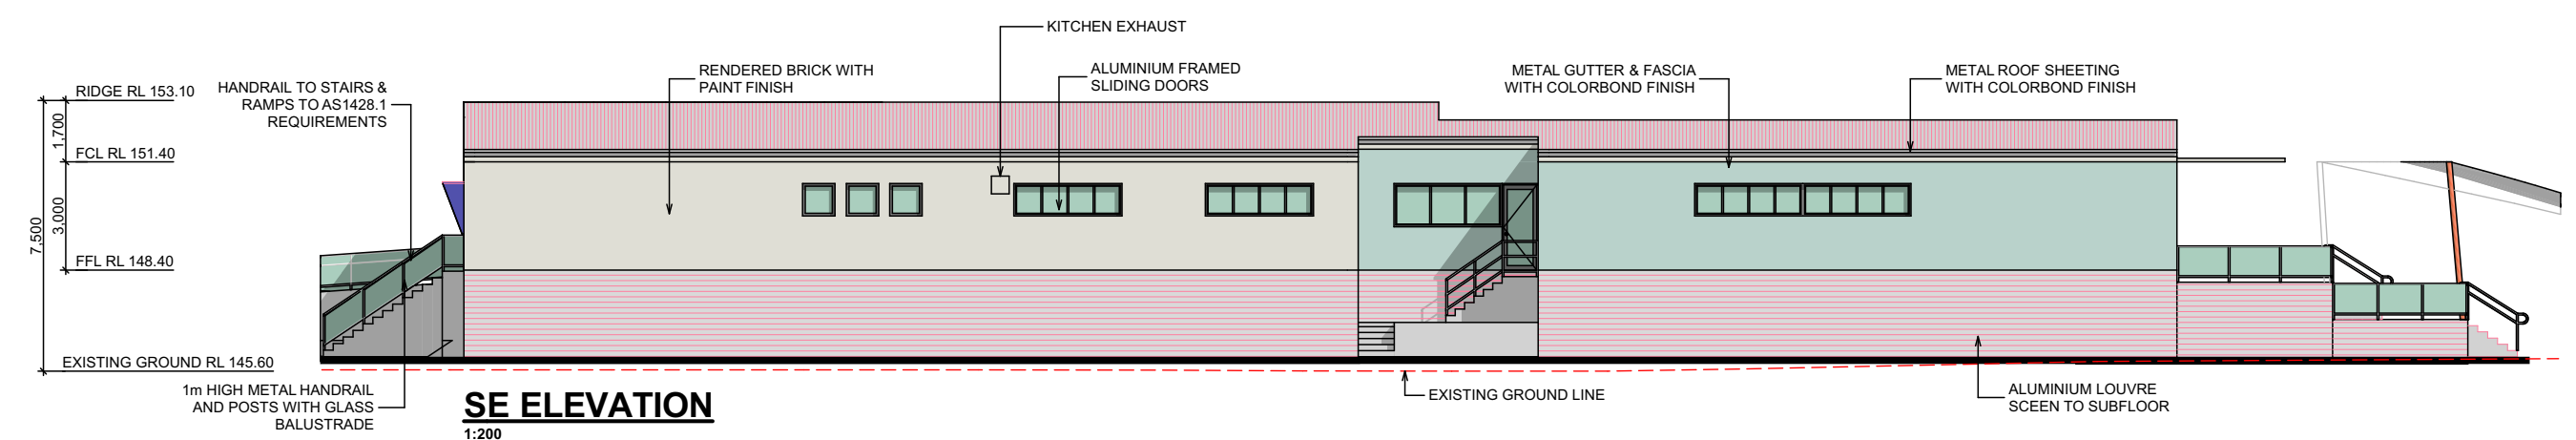 KITCHEN EXHAUST
RENDERED BRICK WITH
PAINT FINISH
ALUMINIUM FRAMED
SLIDING DOORS
METAL GUTTER & FASCIA
WITH COLORBOND FINISH
METAL ROOF SHEETING
WITH COLORBOND FINISH
HANDRAIL TO STAIRS &
RAMPS TO AS1428.1
REQUIREMENTS
RIDGE RL 153.10
1,700
FCL RL 151.40
3,000
7,500
FFL RL 148.40
EXISTING GROUND RL 145.60
1m HIGH METAL HANDRAIL
AND POSTS WITH GLASS
BALUSTRADE
SE ELEVATION
1:200
EXISTING GROUND LINE
ALUMINIUM LOUVRE
SCEEN TO SUBFLOOR